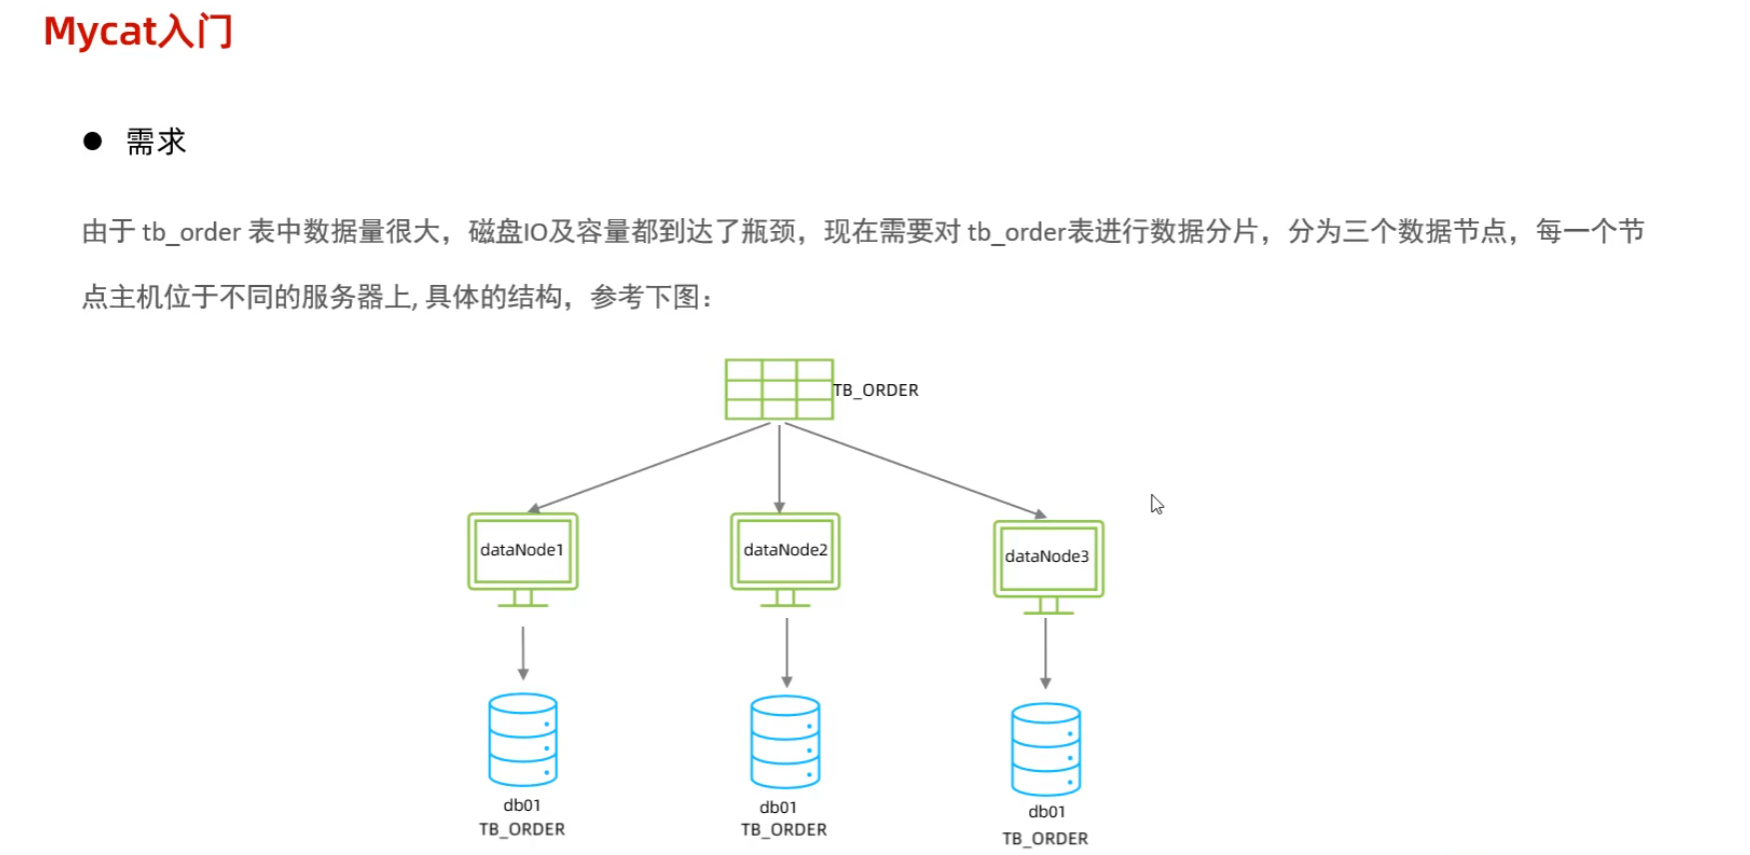 Mycat入门
● 需求
由于 tb_order 表中数据量很大，磁盘IO及容量都到达了瓶颈，现在需要对 tb_order表进行数据分片，分为三个数据节点，每一个节
点主机位于不同的服务器上, 具体的结构，参考下图：
TB_ORDER
dataNode1
dataNode2
dataNode3
db01
TB_ORDER
db01
TB_ORDER
db01
TB_ORDER